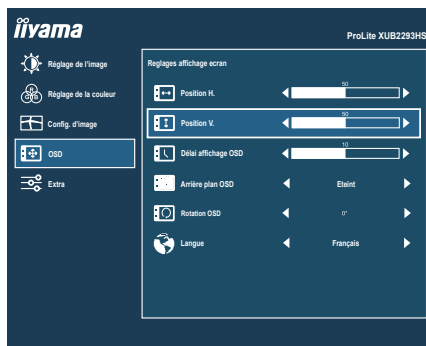 iiyama
ProLite XUB2293HS
Réglage de l'image
Réglage de la couleur
Config. d'image
OSD
Extra
Reglages affichage ecran
Position H.
50
Position V.
50
Délai affichage OSD
10
Arrière plan OSD
Eteint
Rotation OSD
0°
Langue
Français